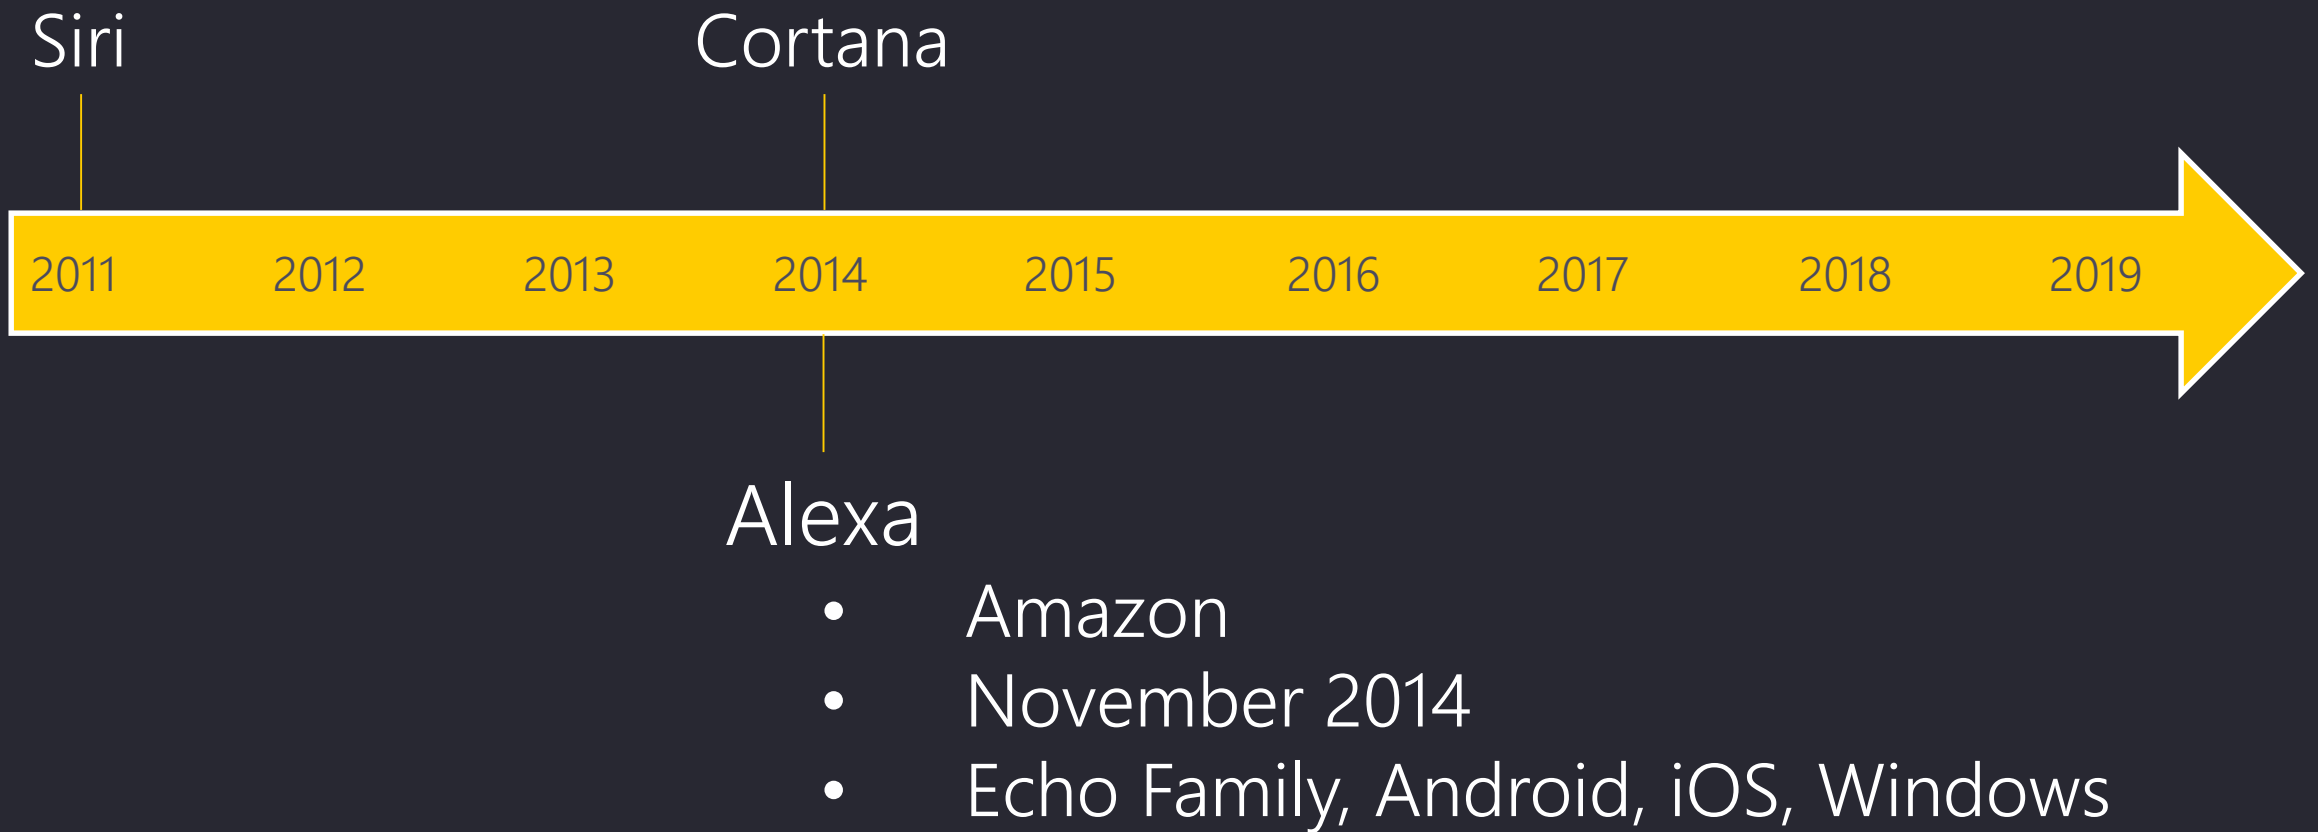 Siri
Cortana
2011 2012 2013 2014 2015 2016 2017 2018 2019
Alexa
• Amazon
• November 2014
• Echo Family, Android, iOS, Windows